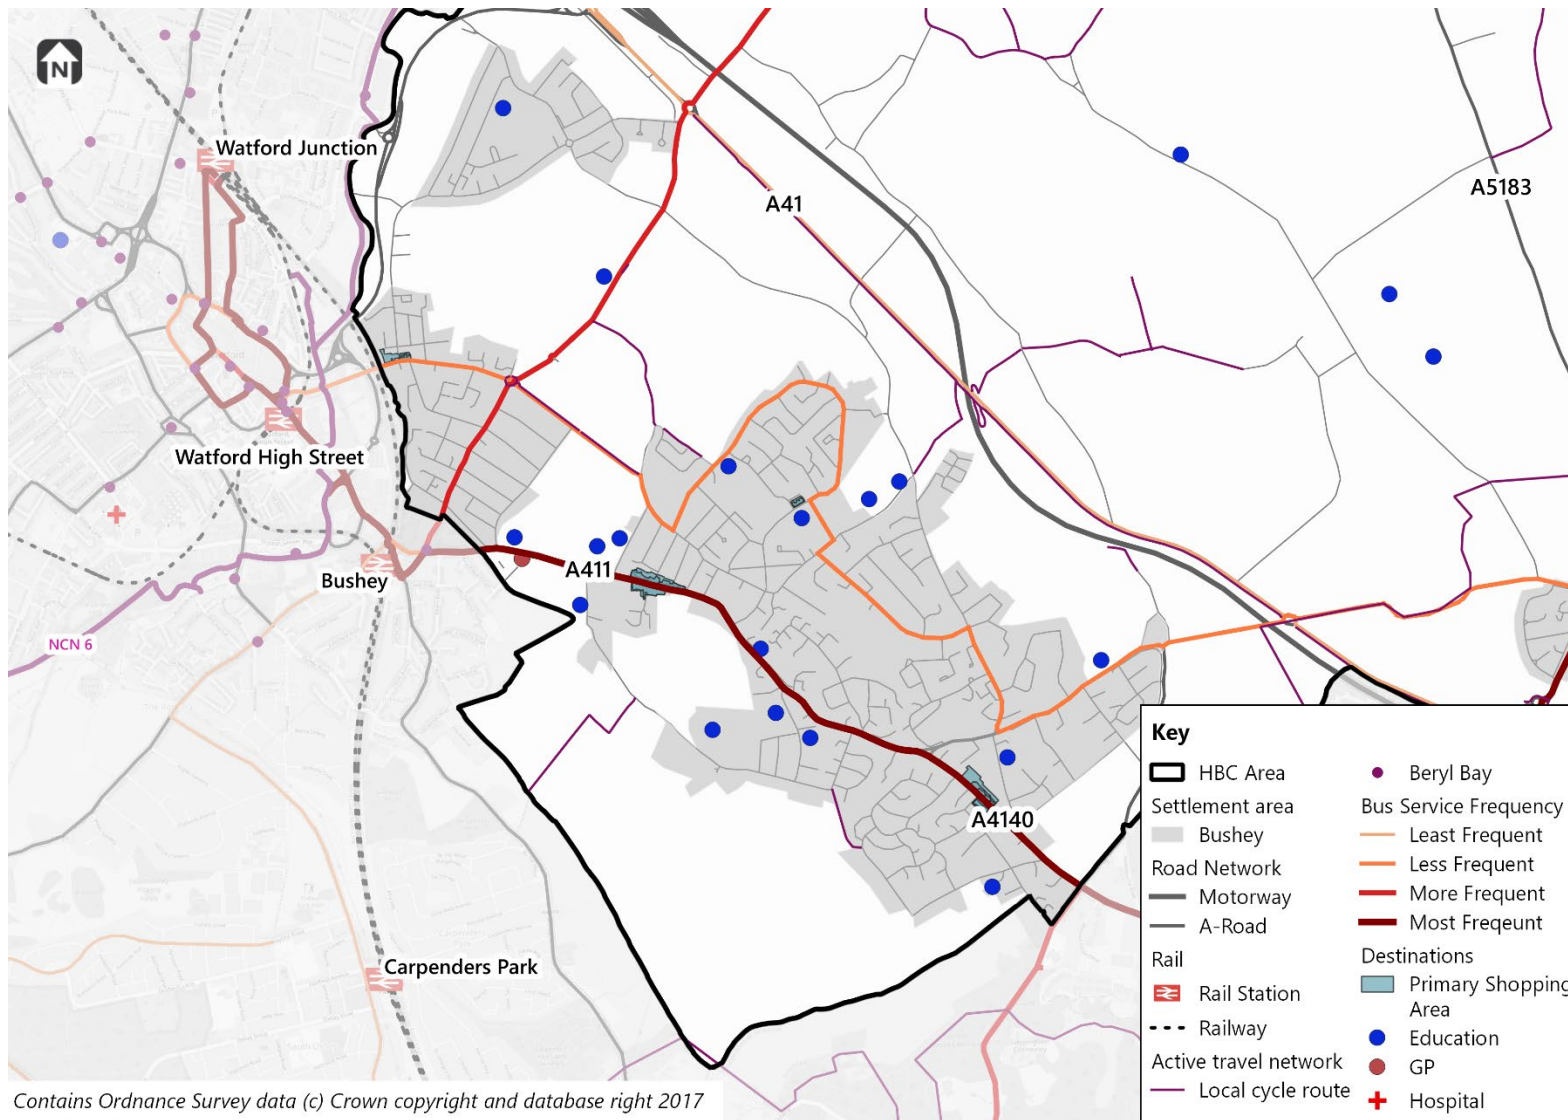 N
Watford Junction
A41
A5183
Watford High Street
Bushey
A411
NCN 6
A4140
Carpenders Park
Key
HBC Area
Settlement area
Bushey
Road Network
Motorway
A-Road
Rail
Rail Station
Railway
Active travel network
Local cycle route
Beryl Bay
Bus Service Frequency
Least Frequent
Less Frequent
More Frequent
Most Freqeunt
Destinations
Primary Shopping
Area
Education
GP
Hospital
Contains Ordnance Survey data (c) Crown copyright and database right 2017